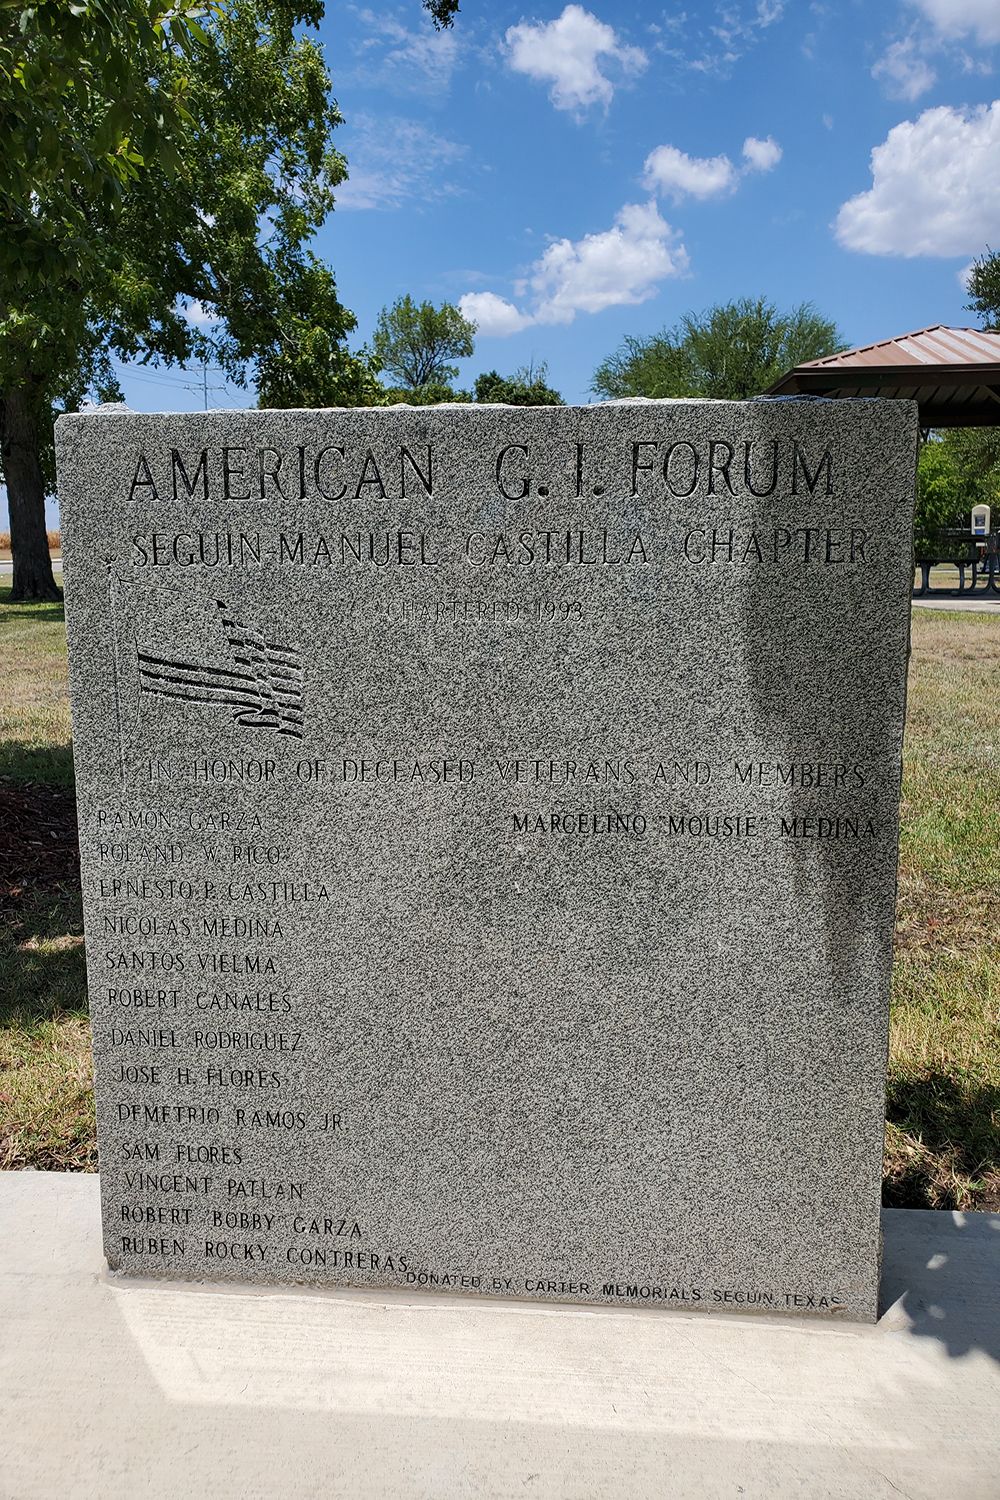 AMERICAN G. I. FORUM
SEGUIN-MANUEL CASTILLA CHAPTER
CHARTERED 1993
IN HONOR OF DECEASED VETERANS AND MEMBERS
RAMON GARZA
ROLAND W. RICO
ERNESTO P. CASTILLA
NICOLAS MEDINA
SANTOS VIELMA
ROBERT CANALES
DANIEL RODRIGUEZ
JOSE H. FLORES
DEMETRIO RAMOS JR.
SAM FLORES
VINCENT PATLAN
ROBERT "BOBBY" GARZA
RUBEN "ROCKY" CONTRERAS
MARCELINO "MOUSIE" MEDINA
DONATED BY CARTER MEMORIALS SEGUIN, TEXAS